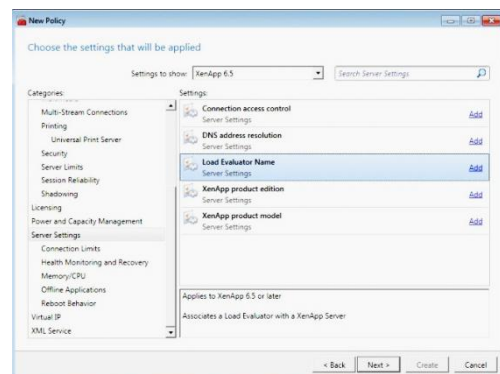 New Policy
Choose the settings that will be applied
Settings to show: XenApp 6.5
Search Server Settings
Categories:
Multi-Stream Connections
Printing
Universal Print Server
Security
Server Limits
Session Reliability
Shadowing
Licensing
Power and Capacity Management
Server Settings
Connection Limits
Health Monitoring and Recovery
Memory/CPU
Offline Applications
Reboot Behavior
Virtual IP
XML Service
Settings:
Connection access control
Server Settings
Add
DNS address resolution
Server Settings
Add
Load Evaluator Name
Server Settings
Add
XenApp product edition
Server Settings
Add
XenApp product model
Server Settings
Add
Applies to XenApp 6.5 or later
Associates a Load Evaluator with a XenApp Server
< Back
Next >
Create
Cancel